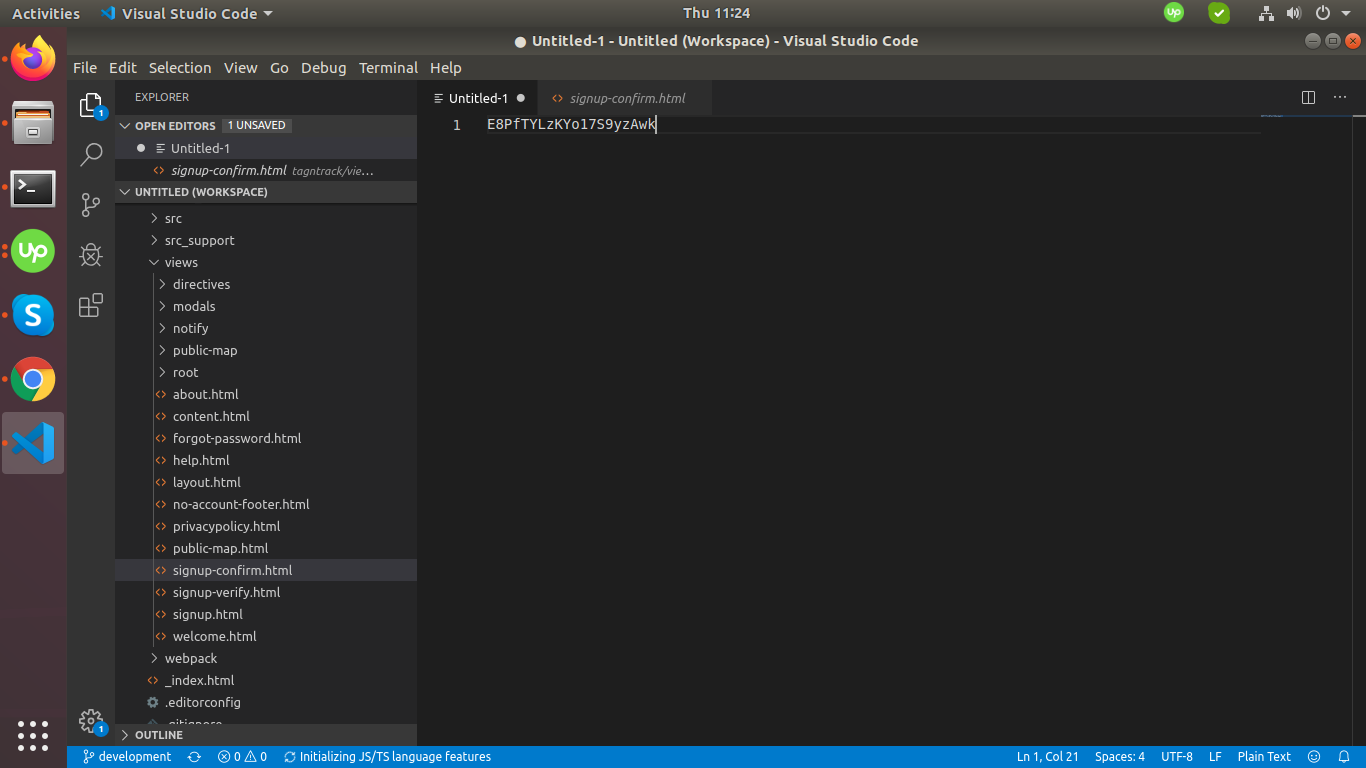 Activities Visual Studio Code Thu 11:24
Untitled-1 - Untitled (Workspace) - Visual Studio Code
File Edit Selection View Go Debug Terminal Help
EXPLORER
OPEN EDITORS 1 UNSAVED
Untitled-1
signup-confirm.html tagntrack/vie…
UNTITLED (WORKSPACE)
src
src_support
views
directives
modals
notify
public-map
root
about.html
content.html
forgot-password.html
help.html
layout.html
no-account-footer.html
privacypolicy.html
public-map.html
signup-confirm.html
signup-verify.html
signup.html
welcome.html
webpack
_index.html
.editorconfig
.gitignore
OUTLINE
1
1
Untitled-1 signup-confirm.html
1 E8PfTYLzKYo17S9yzAwk
development 0 0 Initializing JS/TS language features Ln 1, Col 21 Spaces: 4 UTF-8 LF Plain Text
up
S
up